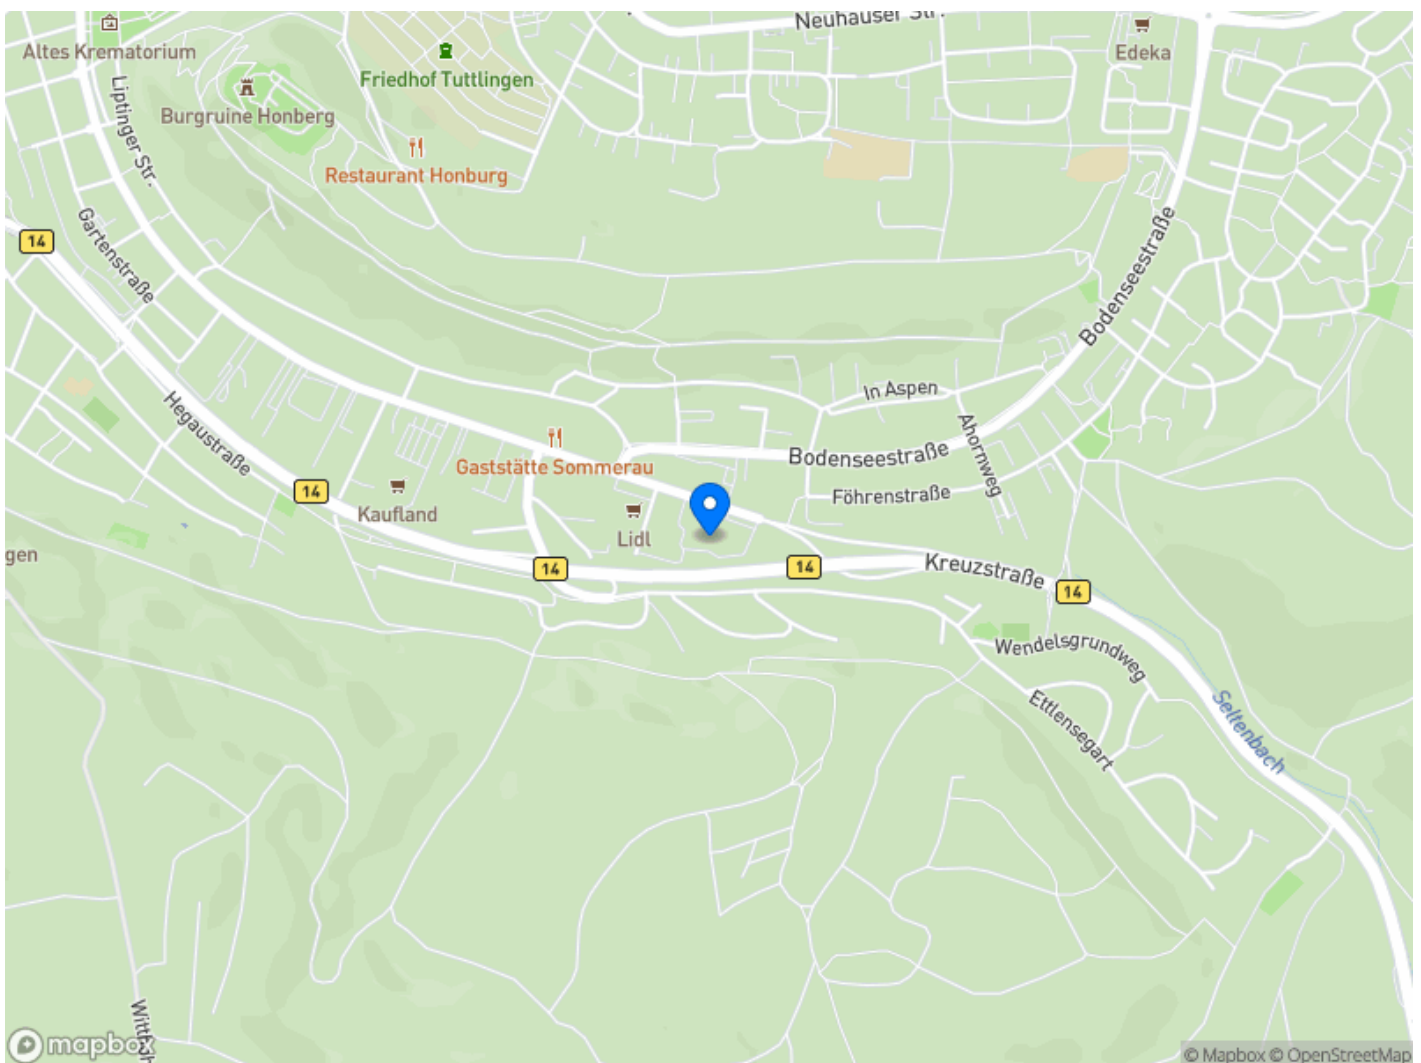 Neuhauser Str.
Edeka
Altes Krematorium
Friedhof Tuttlingen
Liptinger Str.
Burgruine Honberg
Restaurant Honburg
Gartenstraße
14
Bodenseestraße
In Aspen
Hegaustraße
Ahornweg
Gaststätte Sommerau
Bodenseestraße
14
Kaufland
Föhrenstraße
Lidl
gen
14
14
Kreuzstraße
14
Wendelsgrundweg
Ettlensegart
Seltenbach
Witthoh
mapbox
© Mapbox © OpenStreetMap